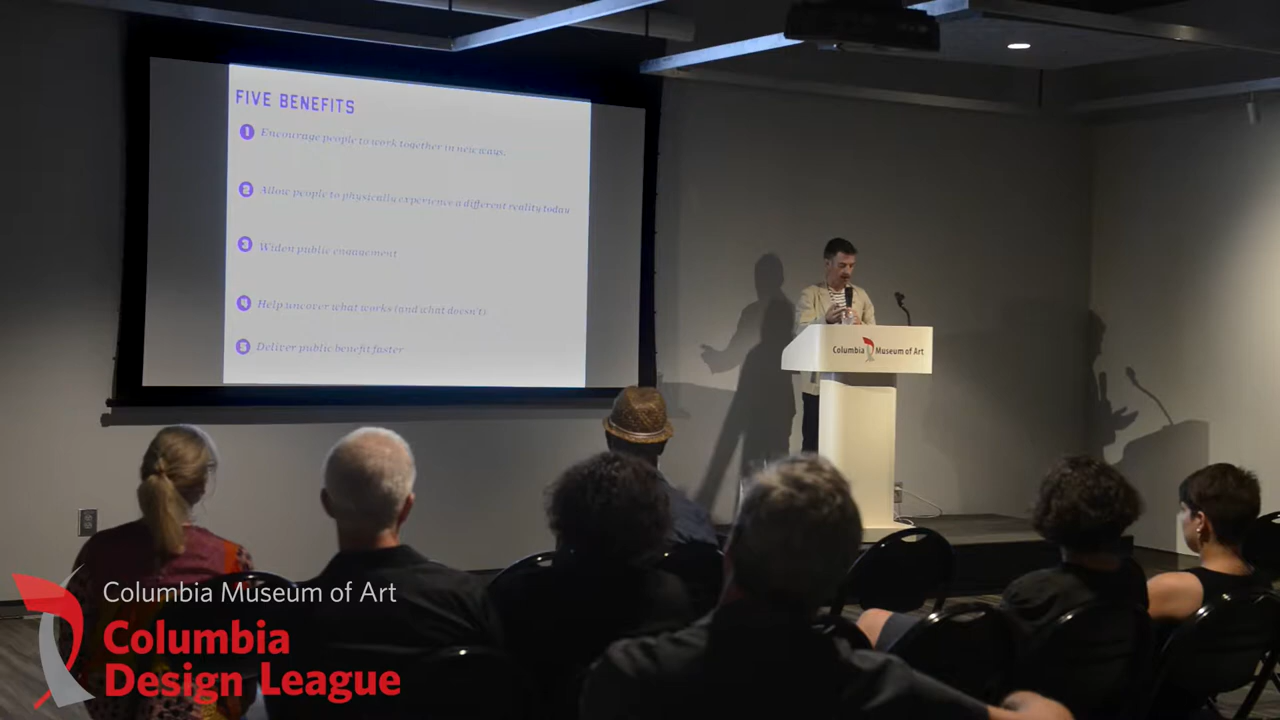 FIVE BENEFITS
1 Encourage people to work together in new ways.
2 Allow people to physically experience a different reality today
3 Widen public engagement
4 Help uncover what works (and what doesn't)
5 Deliver public benefit faster
Columbia Museum of Art
Columbia Museum of Art
Columbia
Design League